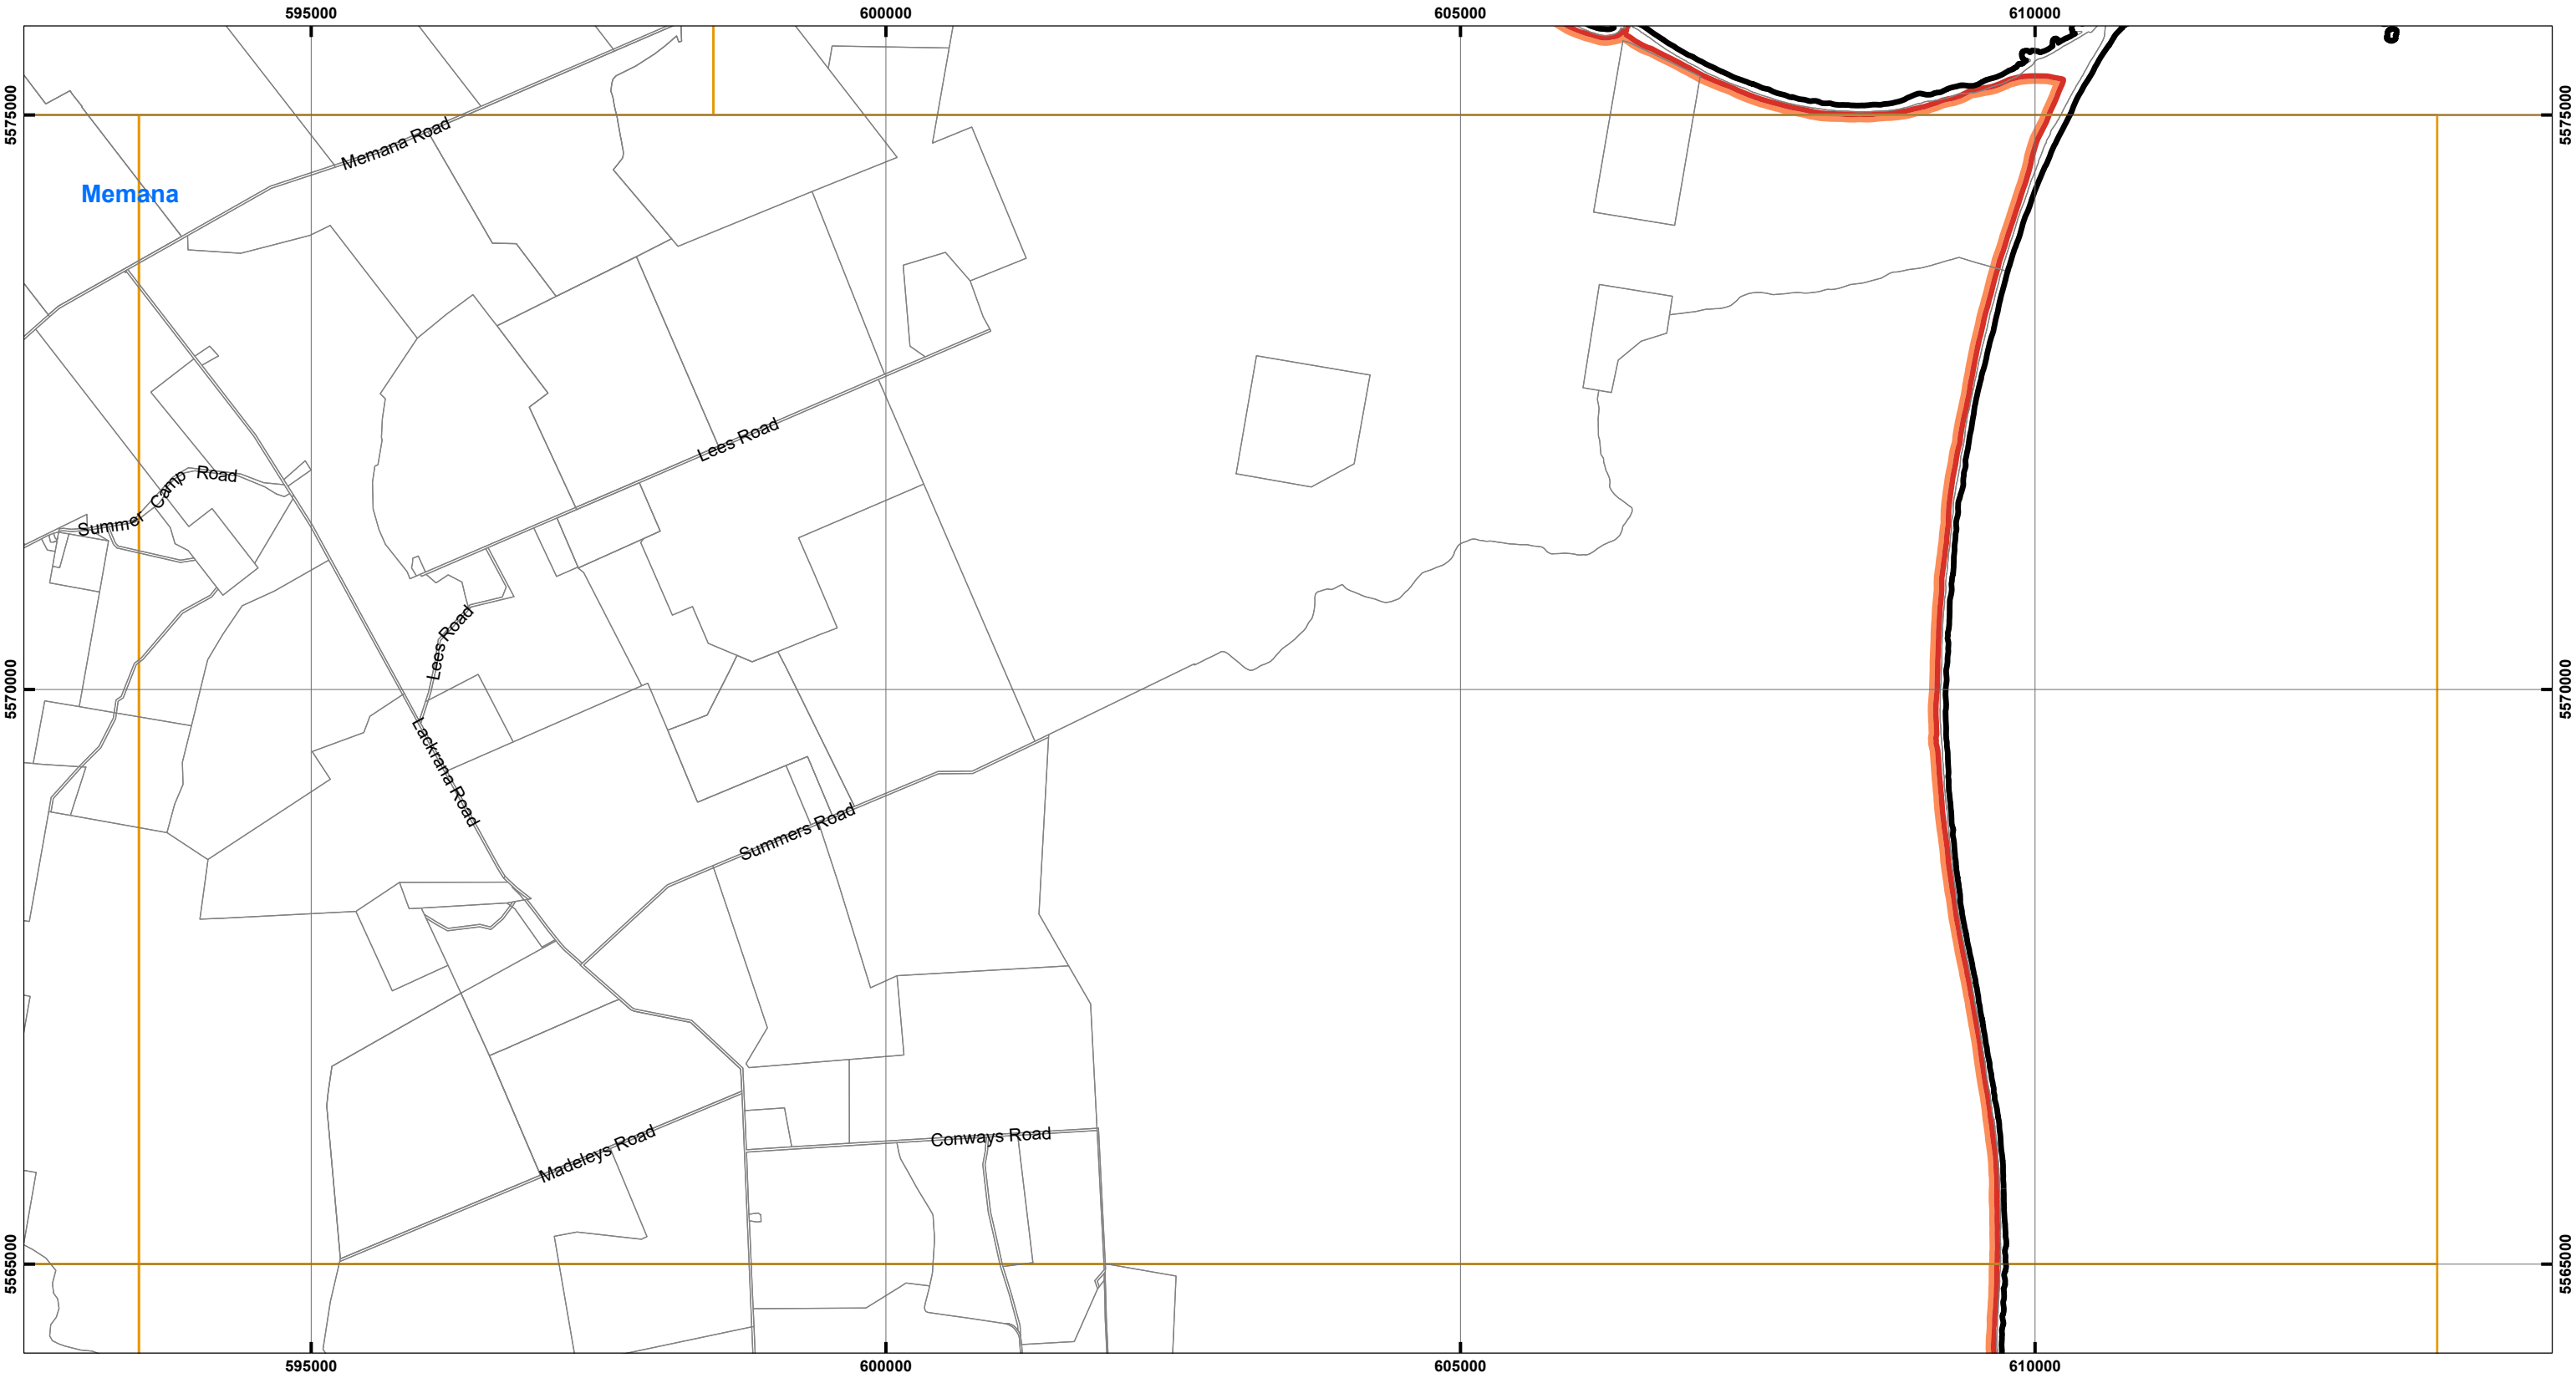 595000
600000
605000
610000
5575000
5575000
Memana Road
Memana
Lees Road
Summer Camp Road
Lees Road
5570000
5570000
Lackrana Road
Summers Road
Conways Road
Madeleys Road
5565000
5565000
595000
600000
605000
610000